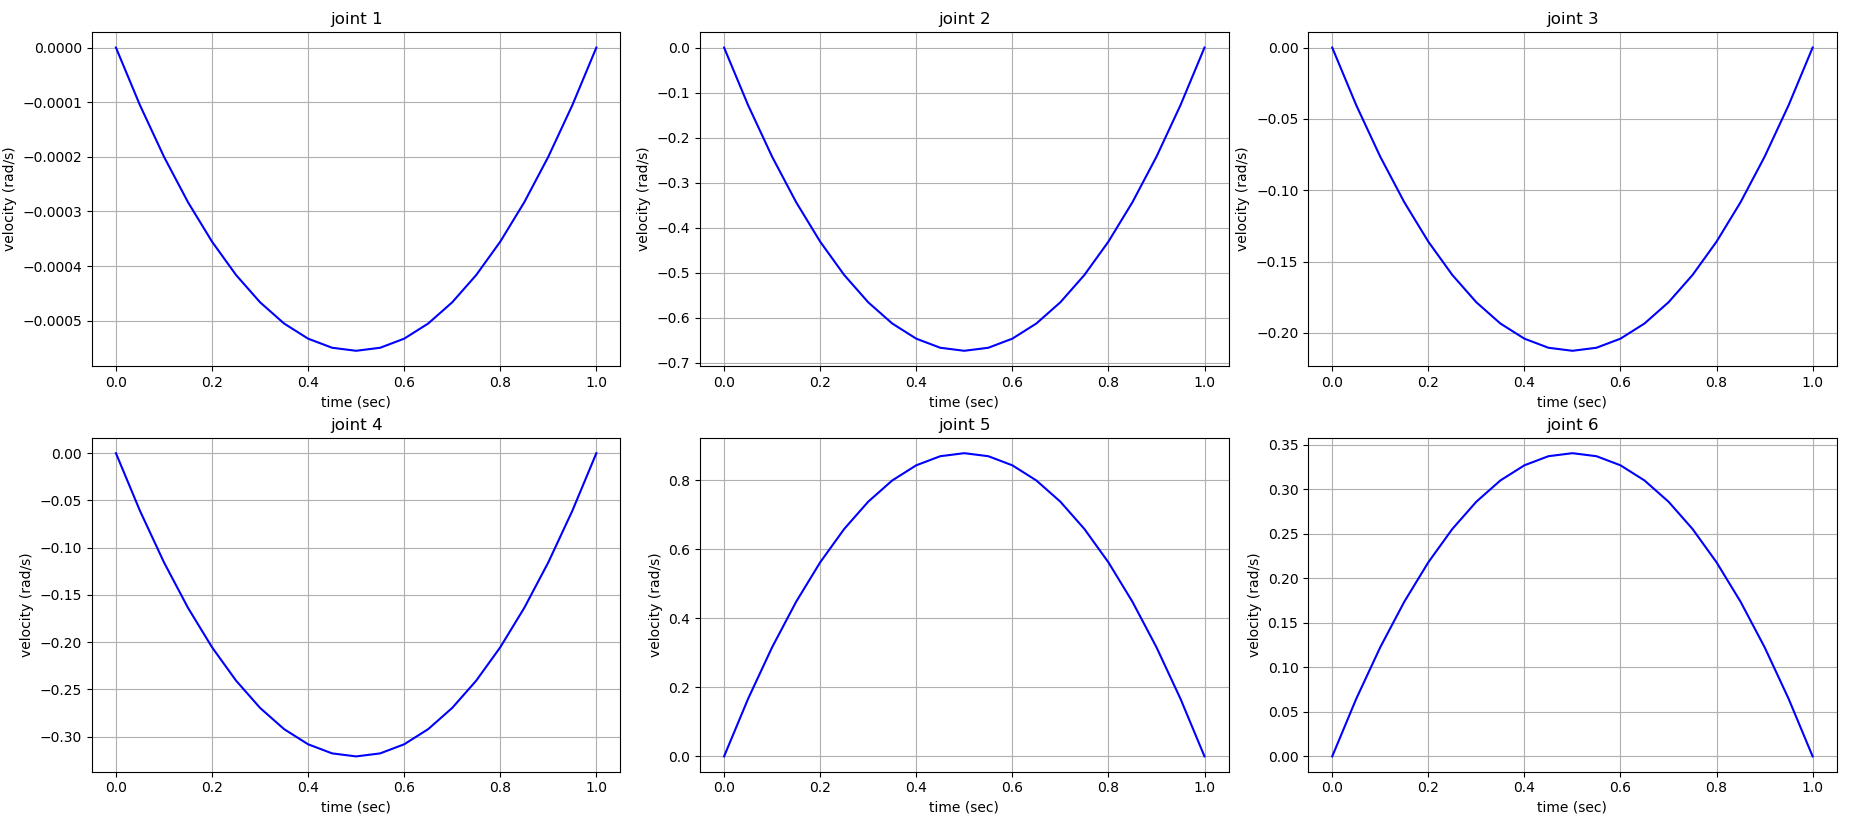 joint 1
0.0000
−0.0001
−0.0002
−0.0003
−0.0004
−0.0005
velocity (rad/s)
0.0 0.2 0.4 0.6 0.8 1.0
time (sec)
joint 2
0.0
−0.1
−0.2
−0.3
−0.4
−0.5
−0.6
−0.7
velocity (rad/s)
0.0 0.2 0.4 0.6 0.8 1.0
time (sec)
joint 3
0.00
−0.05
−0.10
−0.15
−0.20
velocity (rad/s)
0.0 0.2 0.4 0.6 0.8 1.0
time (sec)
joint 4
0.00
−0.05
−0.10
−0.15
−0.20
−0.25
−0.30
velocity (rad/s)
0.0 0.2 0.4 0.6 0.8 1.0
time (sec)
joint 5
0.8
0.6
0.4
0.2
0.0
velocity (rad/s)
0.0 0.2 0.4 0.6 0.8 1.0
time (sec)
joint 6
0.35
0.30
0.25
0.20
0.15
0.10
0.05
0.00
velocity (rad/s)
0.0 0.2 0.4 0.6 0.8 1.0
time (sec)